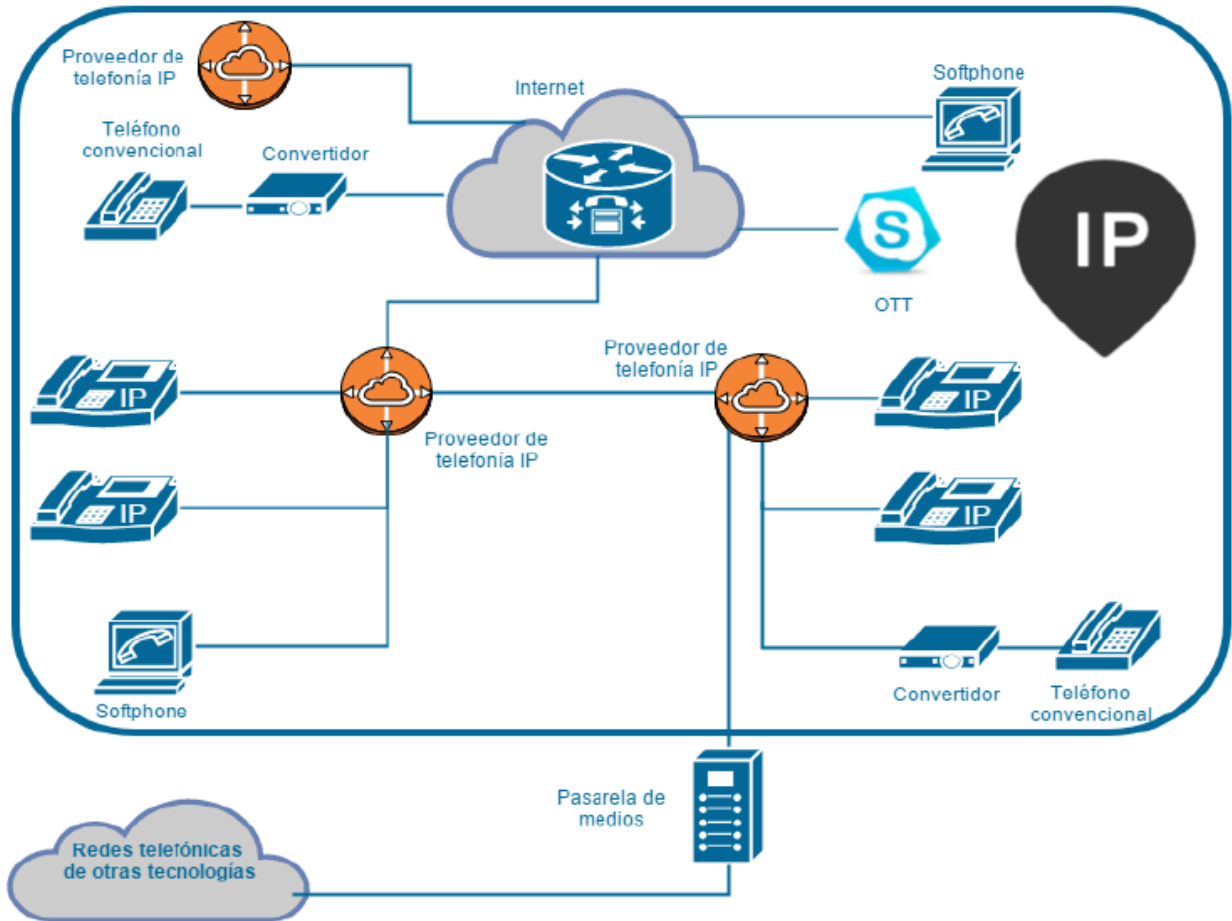 Proveedor de
telefonía IP
Internet
Softphone
Teléfono
convencional
Convertidor
IP
S
OTT
Proveedor de
telefonía IP
IP
IP
Proveedor de
telefonía IP
IP
IP
Softphone
Convertidor
Teléfono
convencional
Pasarela de
medios
Redes telefónicas
de otras tecnologías